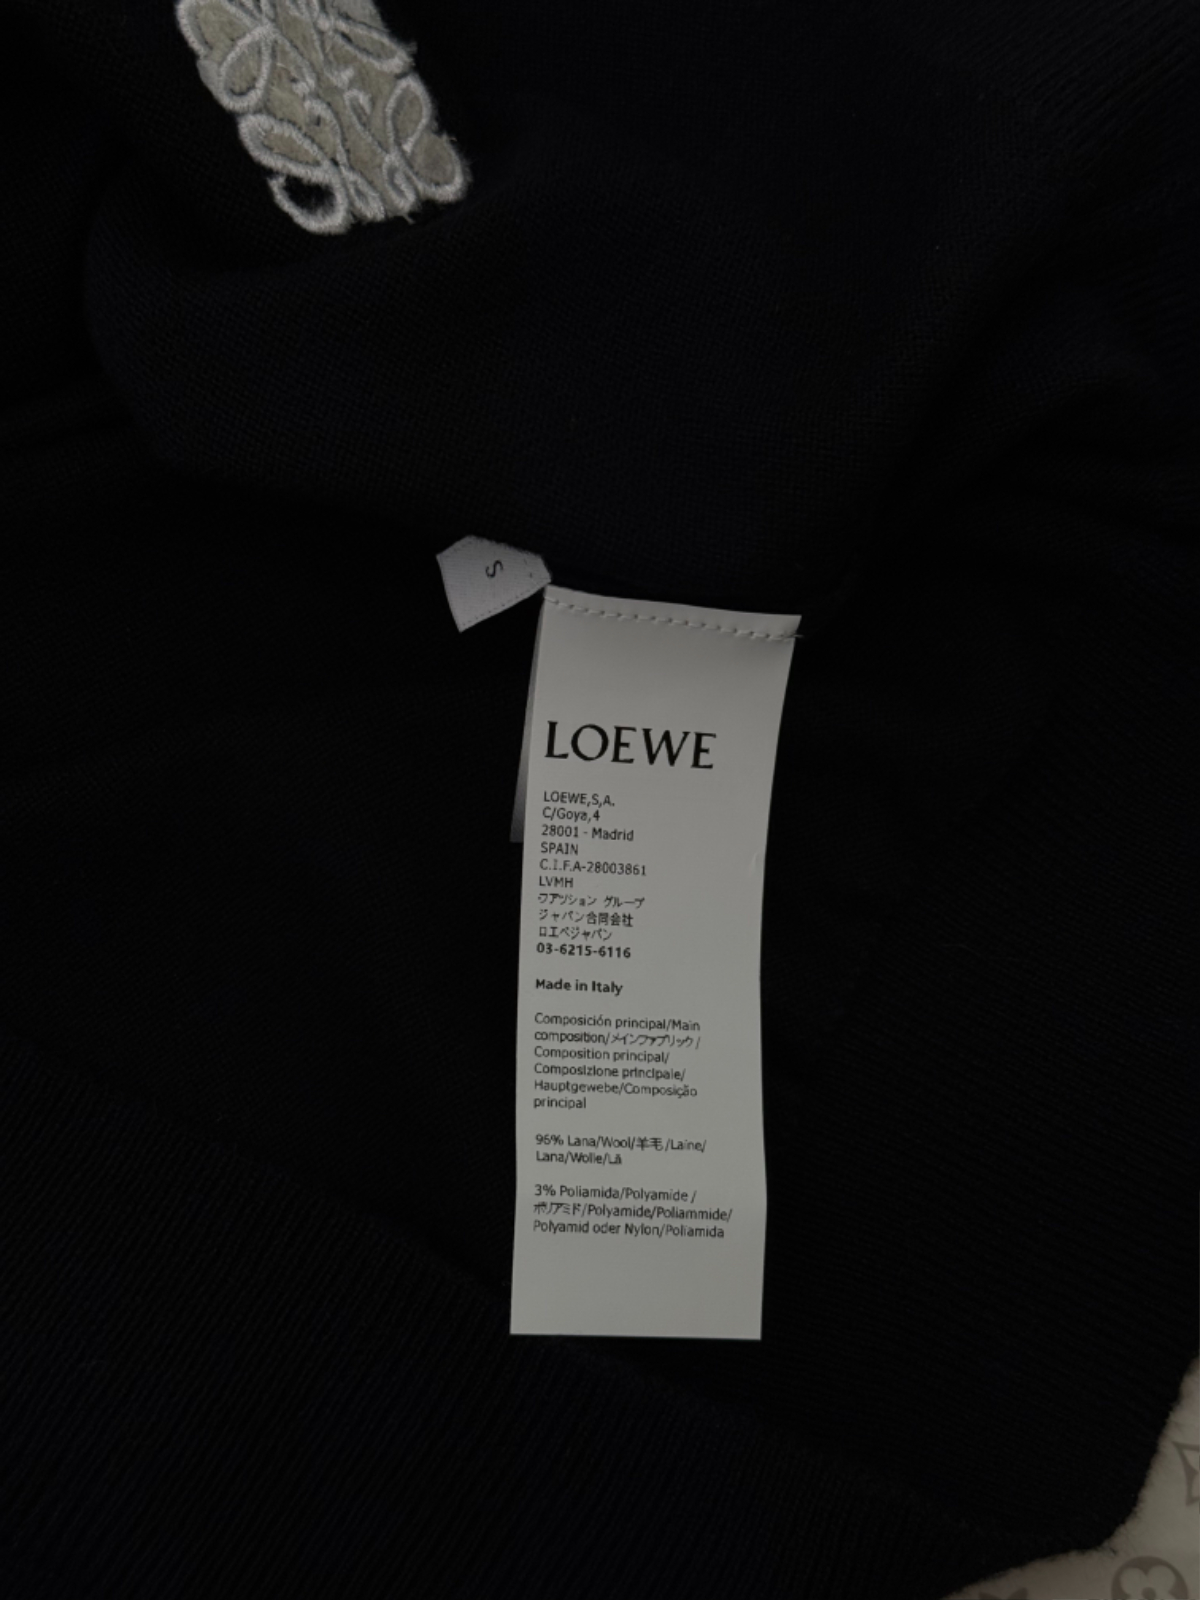 S
LOEWE
LOEWE,S,A.
C/Goya,4
28001 - Madrid
SPAIN
C.I.F.A-28003861
LVMH
ワアッション グループ
ジャパン合同会社
ロエベジャパン
03-6215-6116
Made in Italy
Composición principal/Main
composition/メインファブリック/
Composition principal/
Composizione principale/
Hauptgewebe/Composição
principal
96% Lana/Wool/羊毛/Laine/
Lana/Wolle/Lã
3% Poliamida/Polyamide /
ポリアミド/Polyamide/Poliammide/
Polyamid oder Nylon/Poliamida